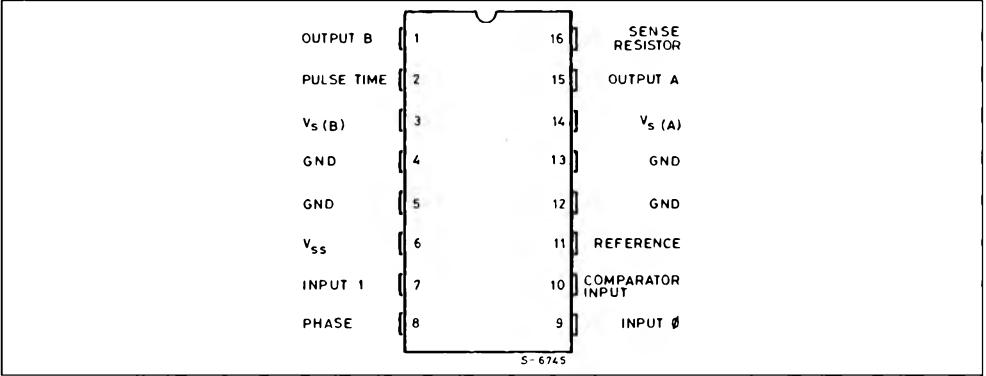 OUTPUT B 1
PULSE TIME 2
Vs (B) 3
GND 4
GND 5
Vss 6
INPUT 1 7
PHASE 8
16 SENSE
RESISTOR
15 OUTPUT A
14 Vs (A)
13 GND
12 GND
11 REFERENCE
10 COMPARATOR
INPUT
9 INPUT Ø
S-6745